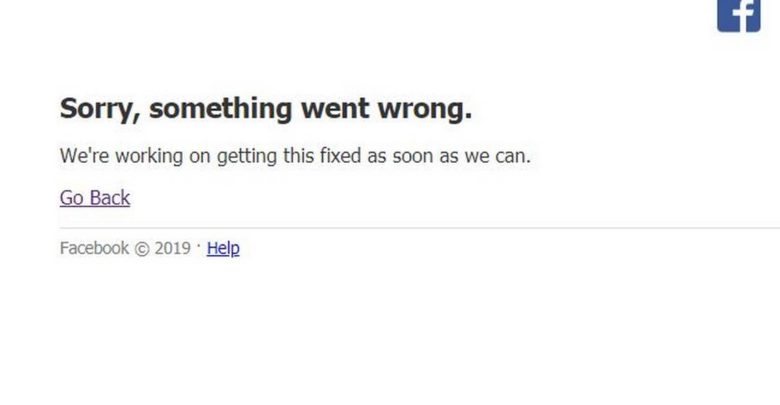 Sorry, something went wrong.
We're working on getting this fixed as soon as we can.
Go Back
Facebook © 2019 · Help